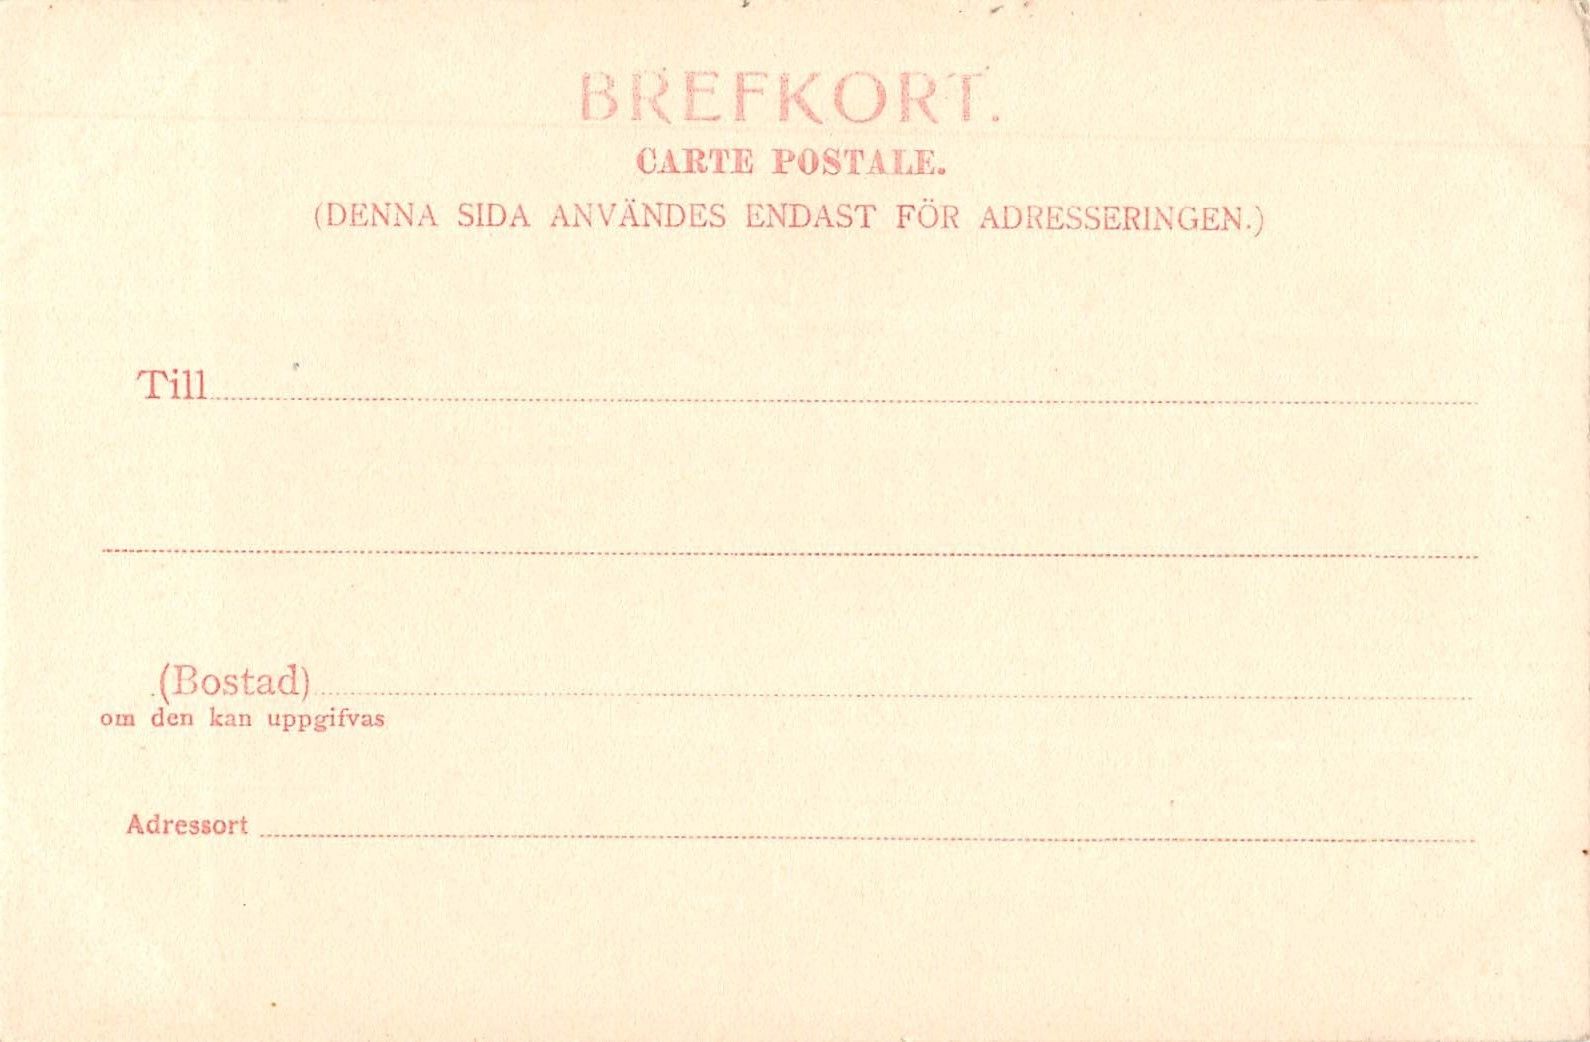 BREFKORT.
CARTE POSTALE.
(DENNA SIDA ANVÄNDES ENDAST FÖR ADRESSERINGEN.)
Till
(Bostad)
om den kan uppgifvas
Adressort